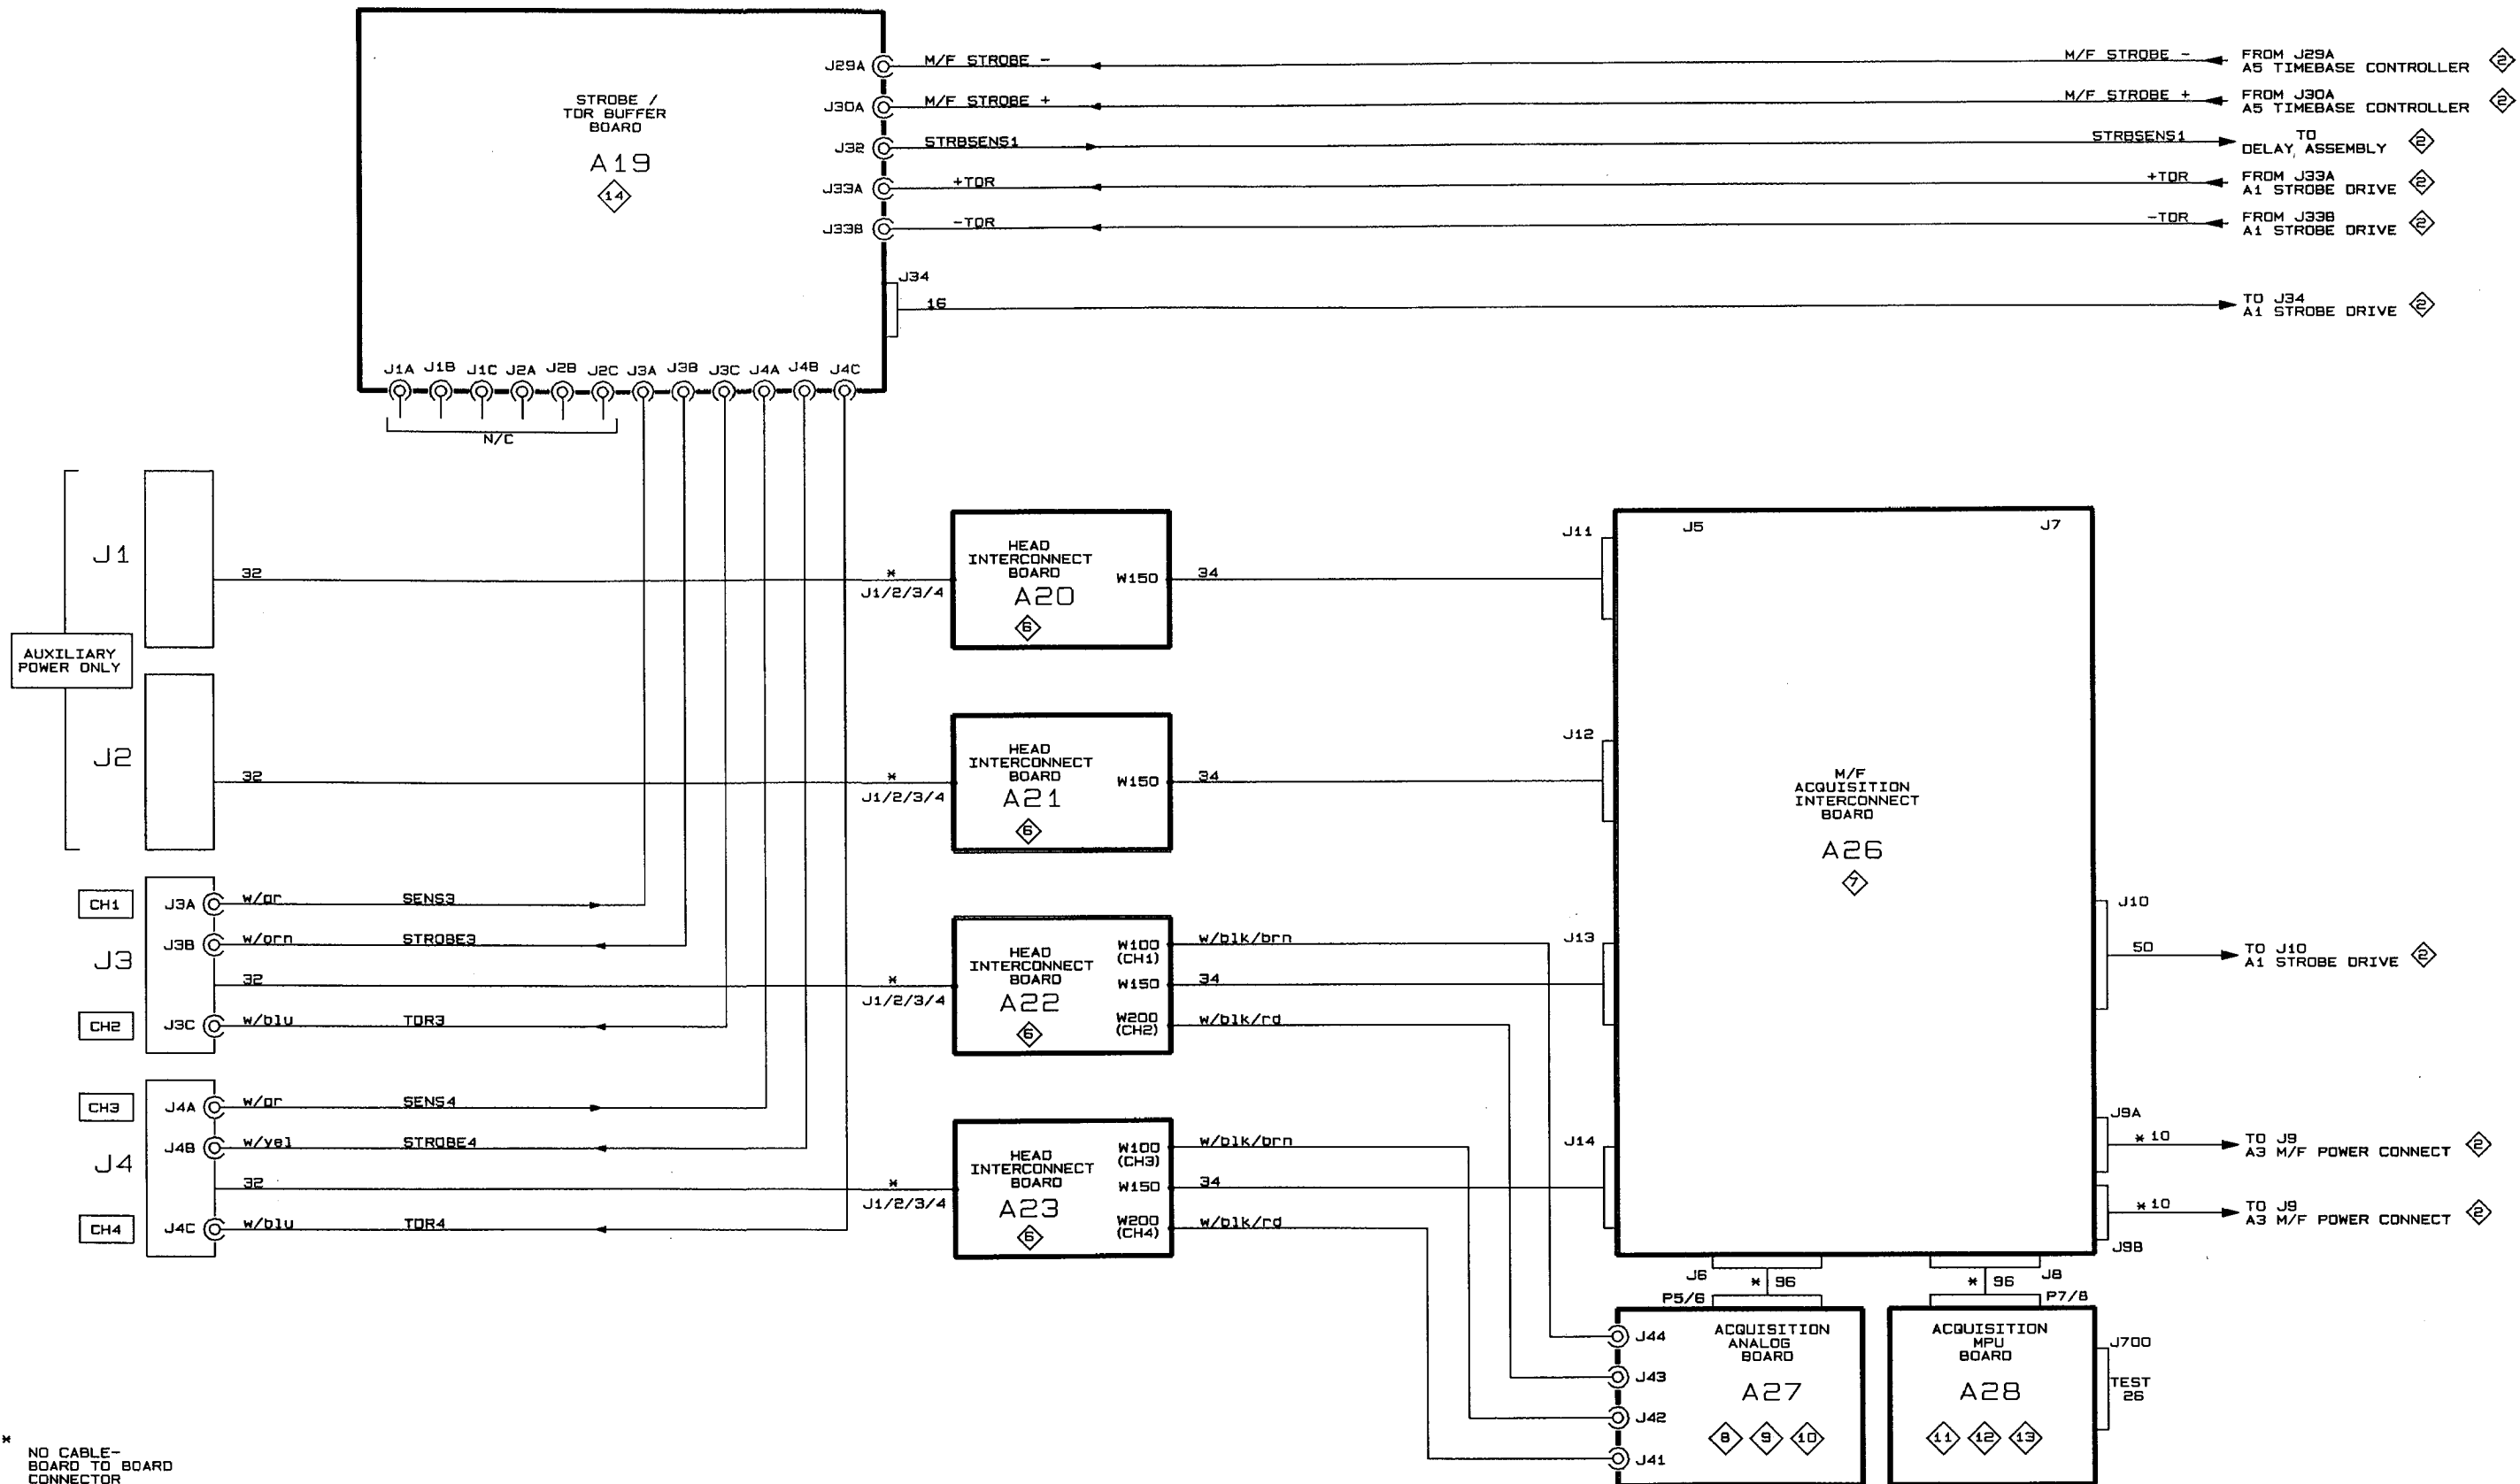 STROBE /
TDR BUFFER
BOARD
A19
14
J29A
M/F STROBE -
M/F STROBE -
FROM J29A
A5 TIMEBASE CONTROLLER
2
J30A
M/F STROBE +
M/F STROBE +
FROM J30A
A5 TIMEBASE CONTROLLER
2
J32
STRBSENS1
STRBSENS1
TO
DELAY ASSEMBLY
2
J33A
+TDR
+TDR
FROM J33A
A1 STROBE DRIVE
2
J33B
-TDR
-TDR
FROM J33B
A1 STROBE DRIVE
2
J34
16
TO J34
A1 STROBE DRIVE
2
J1A J1B J1C J2A J2B J2C J3A J3B J3C J4A J4B J4C
N/C
J1
32
*
J1/2/3/4
HEAD
INTERCONNECT
BOARD
A20
6
W150
34
J11
AUXILIARY
POWER ONLY
J2
32
*
J1/2/3/4
HEAD
INTERCONNECT
BOARD
A21
6
W150
34
J12
J5
J7
M/F
ACQUISITION
INTERCONNECT
BOARD
A26
7
CH1
J3
CH2
J3A
w/or
SENS3
J3B
w/orn
STROBE3
32
J3C
w/blu
TDR3
*
J1/2/3/4
HEAD
INTERCONNECT
BOARD
A22
6
W100
(CH1)
w/blk/brn
W150
34
W200
(CH2)
w/blk/rd
J13
J10
50
TO J10
A1 STROBE DRIVE
2
CH3
J4
CH4
J4A
w/or
SENS4
J4B
w/yel
STROBE4
32
J4C
w/blu
TDR4
*
J1/2/3/4
HEAD
INTERCONNECT
BOARD
A23
6
W100
(CH3)
w/blk/brn
W150
34
W200
(CH4)
w/blk/rd
J14
J9A
* 10
TO J9
A3 M/F POWER CONNECT
2
* 10
TO J9
A3 M/F POWER CONNECT
2
J9B
J6
* 96
P5/6
J8
* 96
P7/8
J44
J43
J42
J41
ACQUISITION
ANALOG
BOARD
A27
8 9 10
ACQUISITION
MPU
BOARD
A28
11 12 13
J700
TEST
26
*
NO CABLE-
BOARD TO BOARD
CONNECTOR